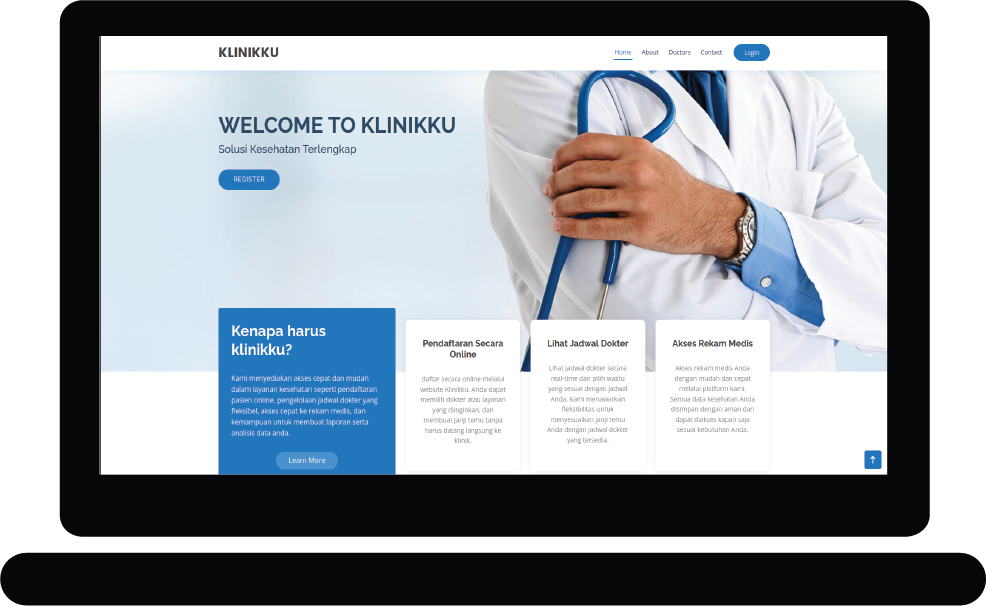 KLINIKKU
Home About Doctors Contact Login
WELCOME TO KLINIKKU
Solusi Kesehatan Terlengkap
REGISTER
Kenapa harus
klinikku?
Kami menyediakan akses cepat dan mudah
dalam layanan kesehatan seperti pendaftaran
pasien online, pengelolaan jadwal dokter yang
fleksibel, akses cepat ke rekam medis, dan
kemampuan untuk membuat laporan serta
analisis data anda.
Learn More
Pendaftaran Secara
Online
daftar secara online melalui
website Klinikku. Anda dapat
memilih dokter atau layanan
yang diinginkan, dan
membuat janji temu tanpa
harus datang langsung ke
klinik.
Lihat Jadwal Dokter
Lihat jadwal dokter secara
real-time dan pilih waktu
yang sesuai dengan jadwal
Anda. Kami menawarkan
fleksibilitas untuk
menyesuaikan janji temu
Anda dengan jadwal dokter
yang tersedia.
Akses Rekam Medis
Akses rekam medis Anda
dengan mudah dan cepat
melalui platform kami.
Semua data kesehatan Anda
disimpan dengan aman dan
dapat diakses kapan saja
sesuai kebutuhan Anda.